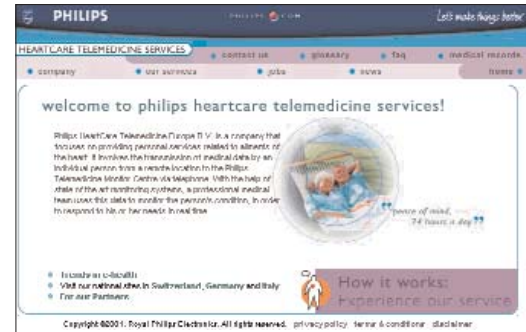 PHILIPS PHILIPS.COM Let's make things better
HEARTCARE TELEMEDICINE SERVICES
contact us glossary faq medical records
company our services jobs news home
welcome to philips heartcare telemedicine services!
Philips HeartCare Telemedicine Europe B.V. is a company that
focuses on providing personal services related to ailments of
the heart. It involves the transmission of medical data by an
individual person from a remote location to the Philips
Telemedicine Monitor Centre via telephone. With the help of
state of the art monitoring systems, a professional medical
team uses this data to monitor the person's condition, in order
to respond to his or her needs in real time.
"peace of mind,
24 hours a day"
Trends in e-health
Visit our national sites in Switzerland, Germany and Italy
For our Partners
How it works:
Experience our service
Copyright ©2001. Royal Philips Electronics. All rights reserved. privacy policy terms & conditions disclaimer